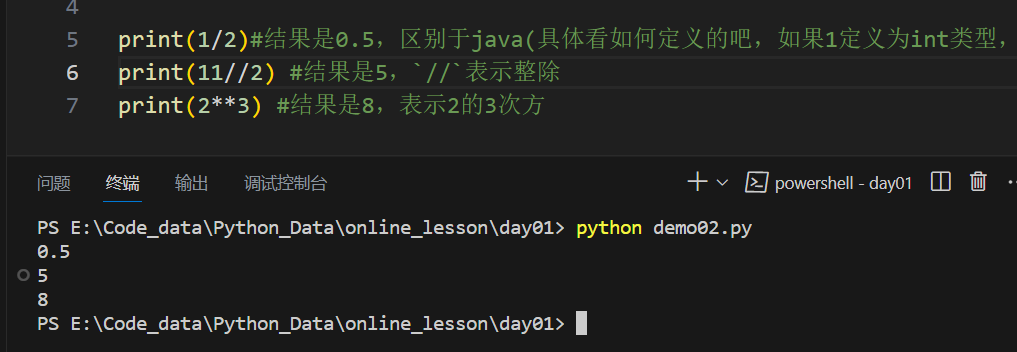 4
5 print(1/2)#结果是0.5，区别于java(具体看如何定义的吧，如果1定义为int类型，
6 print(11//2) #结果是5，`//`表示整除
7 print(2**3) #结果是8，表示2的3次方
问题 终端 输出 调试控制台 powershell - day01
PS E:\Code_data\Python_Data\online_lesson\day01> python demo02.py
0.5
5
8
PS E:\Code_data\Python_Data\online_lesson\day01>